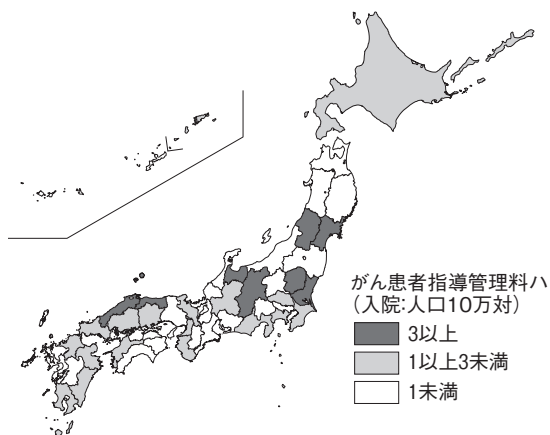 がん患者指導管理料ハ
(入院:人口10万対)
3以上
1以上3未満
1未満